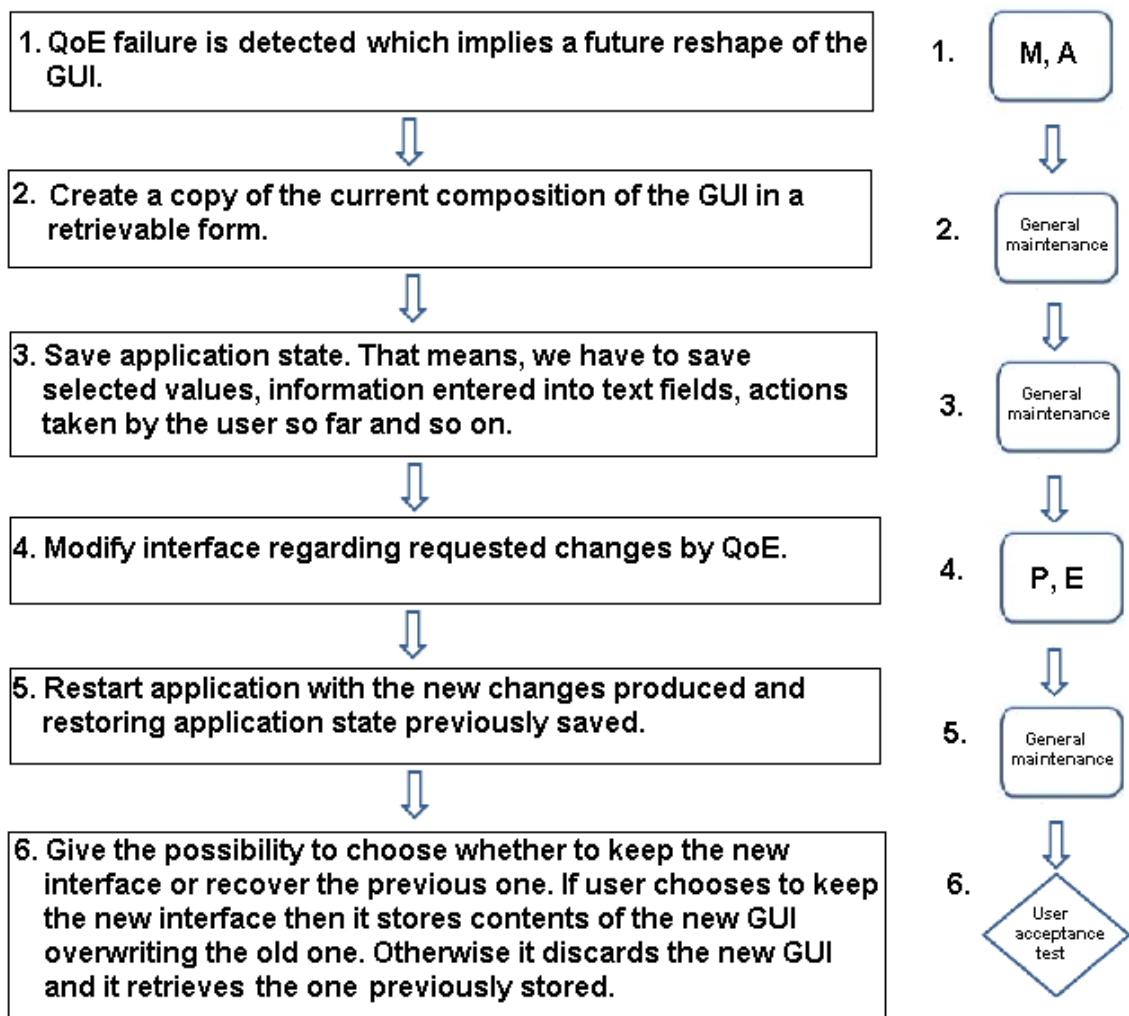 1. QoE failure is detected which implies a future reshape of the
GUI.
2. Create a copy of the current composition of the GUI in a
retrievable form.
3. Save application state. That means, we have to save
selected values, information entered into text fields, actions
taken by the user so far and so on.
4. Modify interface regarding requested changes by QoE.
5. Restart application with the new changes produced and
restoring application state previously saved.
6. Give the possibility to choose whether to keep the new
interface or recover the previous one. If user chooses to keep
the new interface then it stores contents of the new GUI
overwriting the old one. Otherwise it discards the new GUI
and it retrieves the one previously stored.
1.
M, A
2.
General
maintenance
3.
General
maintenance
4.
P, E
5.
General
maintenance
6.
User
acceptance
test